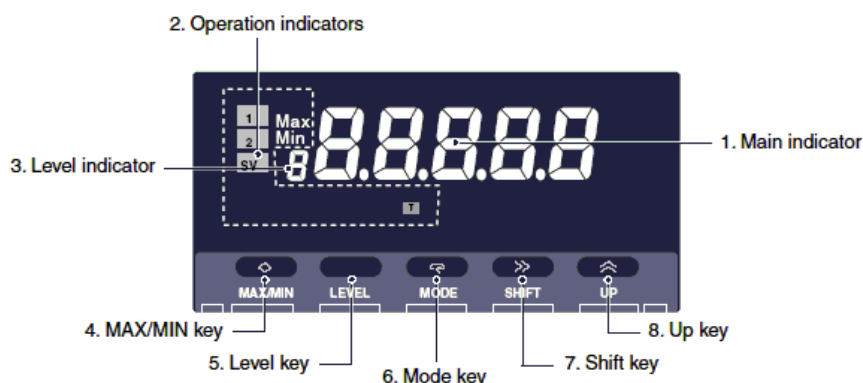 2. Operation indicators
1
Max
2
Min
3. Level indicator
SV
8
8.8.8.8.8
1. Main indicator
T
MAX/MIN
LEVEL
MODE
SHIFT
UP
4. MAX/MIN key
8. Up key
5. Level key
7. Shift key
6. Mode key